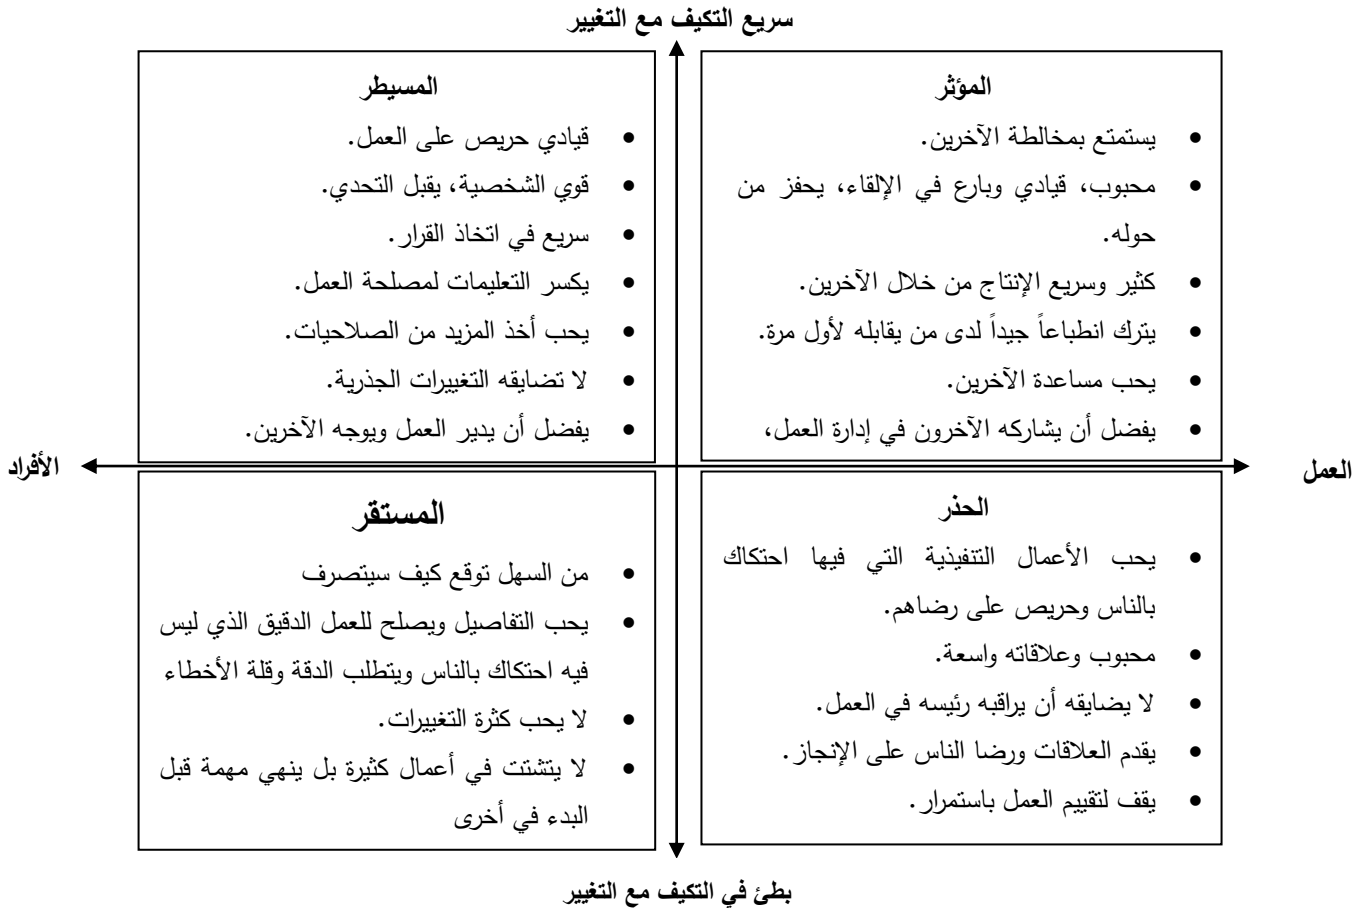 سريع التكيف مع التغيير
المؤثر
يستمتع بمخالطة الآخرين.
محبوب، قيادي وبارع في الإلقاء، يحفز من
حوله.
كثير وسريع الإنتاج من خلال الآخرين.
يترك انطباعاً جيداً لدى من يقابله لأول مرة.
يحب مساعدة الآخرين.
يفضل أن يشاركه الآخرون في إدارة العمل،
المسيطر
قيادي حريص على العمل.
قوي الشخصية، يقبل التحدي.
سريع في اتخاذ القرار.
يكسر التعليمات لمصلحة العمل.
يحب أخذ المزيد من الصلاحيات.
لا تضايقه التغييرات الجذرية.
يفضل أن يدير العمل ويوجه الآخرين.
العمل
الأفراد
الحذر
يحب الأعمال التنفيذية التي فيها احتكاك
بالناس وحريص على رضاهم.
محبوب وعلاقاته واسعة.
لا يضايقه أن يراقبه رئيسه في العمل.
يقدم العلاقات ورضا الناس على الإنجاز.
يقف لتقييم العمل باستمرار.
المستقر
من السهل توقع كيف سيتصرف
يحب التفاصيل ويصلح للعمل الدقيق الذي ليس
فيه احتكاك بالناس ويتطلب الدقة وقلة الأخطاء
لا يحب كثرة التغييرات.
لا يتشتت في أعمال كثيرة بل ينهي مهمة قبل
البدء في أخرى
بطئ في التكيف مع التغيير